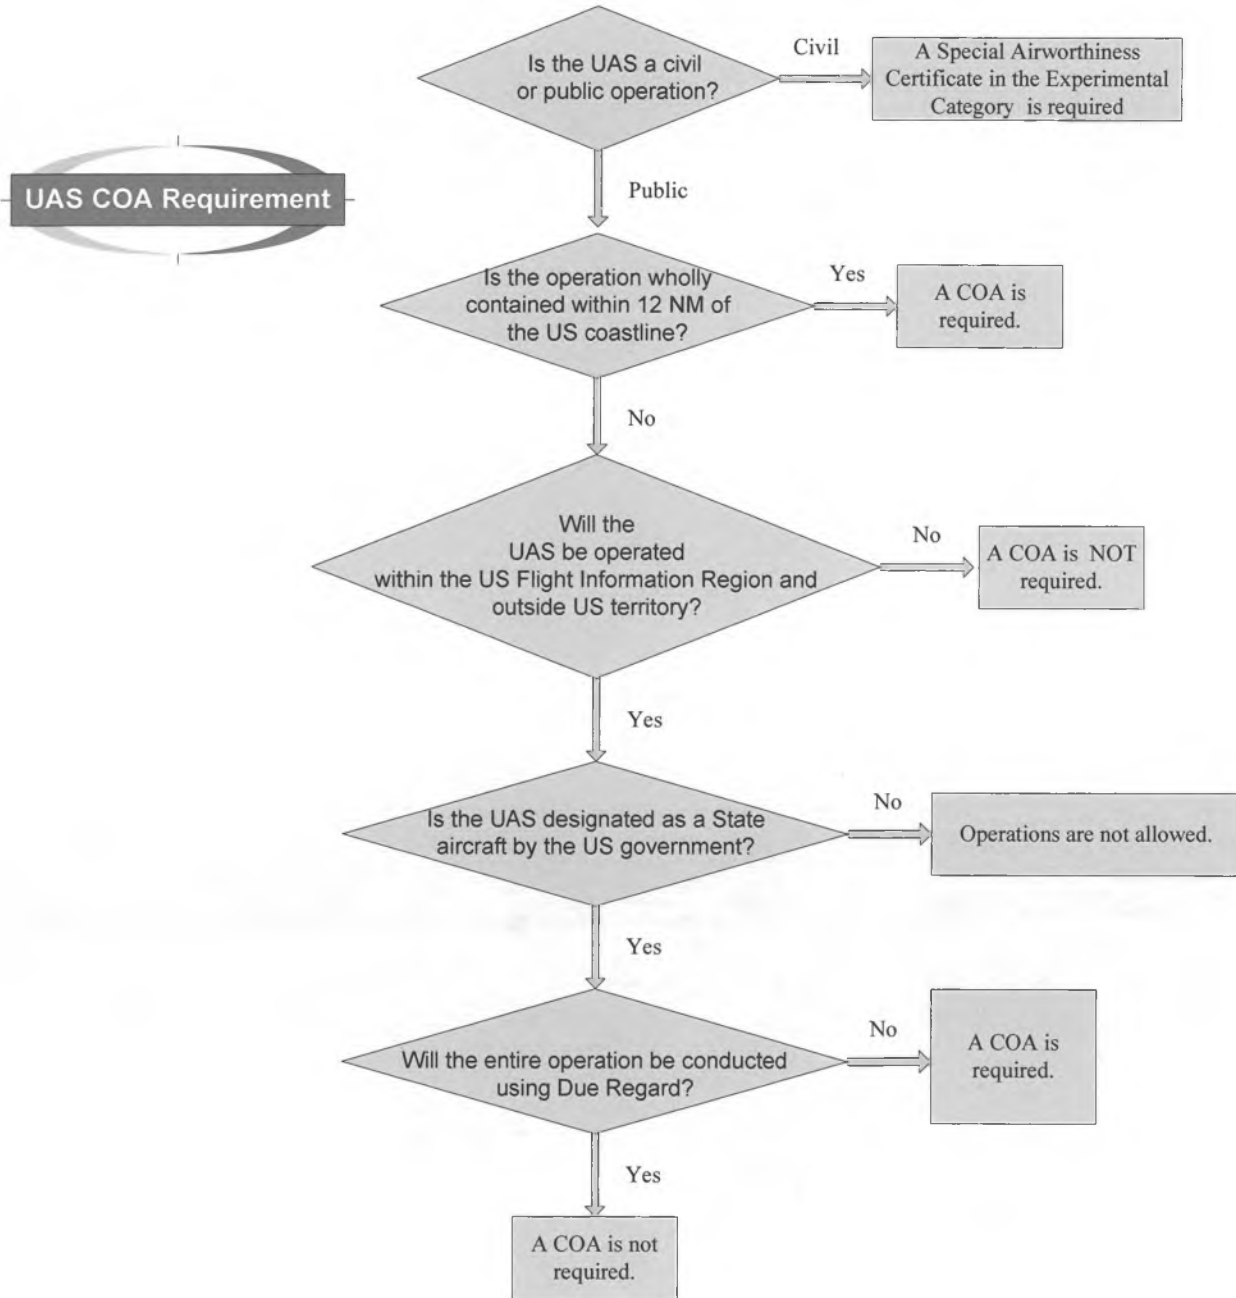 Is the UAS a civil
or public operation?
Civil
A Special Airworthiness
Certificate in the Experimental
Category is required
UAS COA Requirement
Public
Is the operation wholly
contained within 12 NM of
the US coastline?
Yes
A COA is
required.
No
Will the
UAS be operated
within the US Flight Information Region and
outside US territory?
No
A COA is NOT
required.
Yes
Is the UAS designated as a State
aircraft by the US government?
No
Operations are not allowed.
Yes
Will the entire operation be conducted
using Due Regard?
No
A COA is
required.
Yes
A COA is not
required.